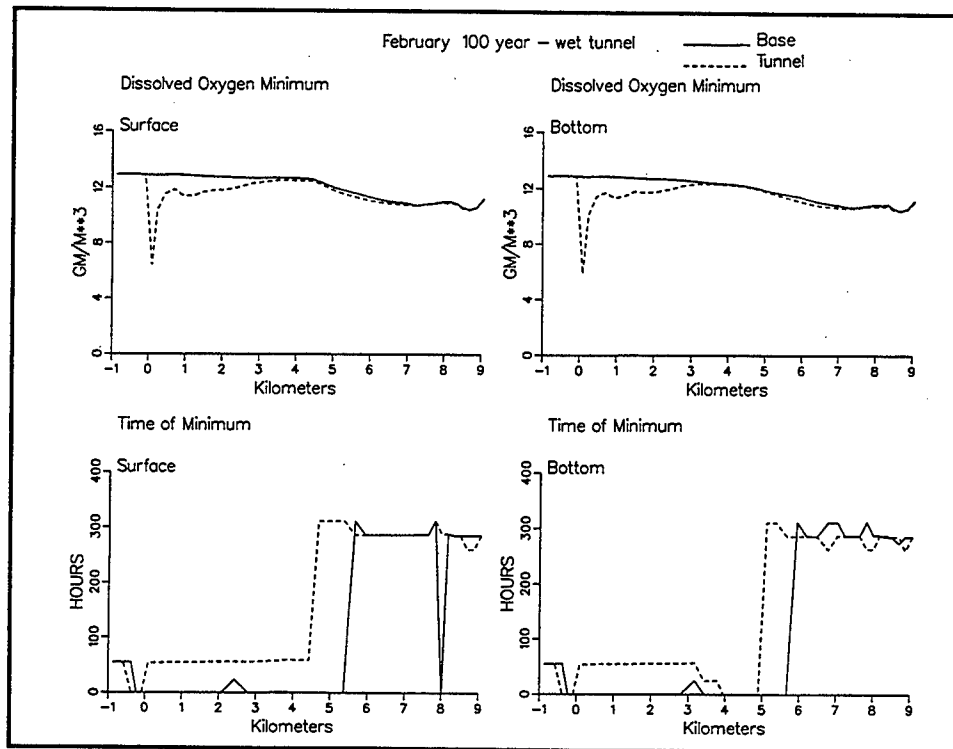 February 100 year – wet tunnel
Base
Tunnel
Dissolved Oxygen Minimum
Surface
16
12
8
4
0
GM/M**3
-1 0 1 2 3 4 5 6 7 8 9
Kilometers
Dissolved Oxygen Minimum
Bottom
16
12
8
4
0
GM/M**3
-1 0 1 2 3 4 5 6 7 8 9
Kilometers
Time of Minimum
Surface
400
300
200
100
0
HOURS
-1 0 1 2 3 4 5 6 7 8 9
Kilometers
Time of Minimum
Bottom
400
300
200
100
0
HOURS
-1 0 1 2 3 4 5 6 7 8 9
Kilometers